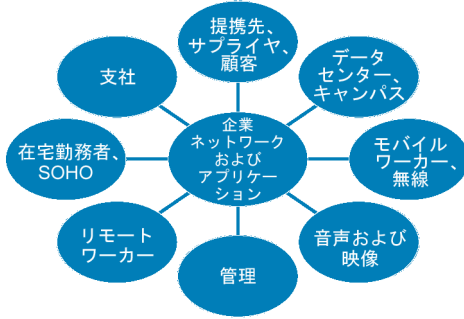 提携先、
サプライヤ、
顧客
データ
センター、
キャンパス
モバイル
ワーカー、
無線
音声および
映像
管理
リモート
ワーカー
在宅勤務者、
SOHO
支社
企業
ネットワーク
および
アプリケー
ション